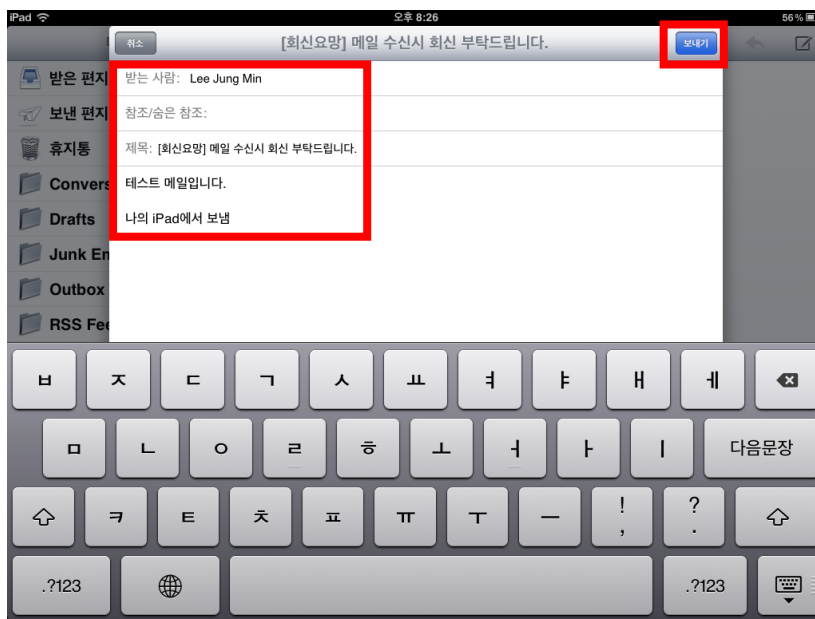 iPad 오후 8:26 56%
취소 [회신요망] 메일 수신시 회신 부탁드립니다. 보내기
받은 편지
보낸 편지
휴지통
Convers
Drafts
Junk Em
Outbox
RSS Fee
받는 사람: Lee Jung Min
참조/숨은 참조:
제목: [회신요망] 메일 수신시 회신 부탁드립니다.
테스트 메일입니다.
나의 iPad에서 보냄
ㅂ ㅈ ㄷ ㄱ ㅅ ㅛ ㅕ ㅑ ㅐ ㅔ
ㅁ ㄴ ㅇ ㄹ ㅎ ㅗ ㅓ ㅏ ㅣ 다음문장
ㅋ ㅌ ㅊ ㅍ ㅠ ㅜ ㅡ ! , ? .
.?123 .?123